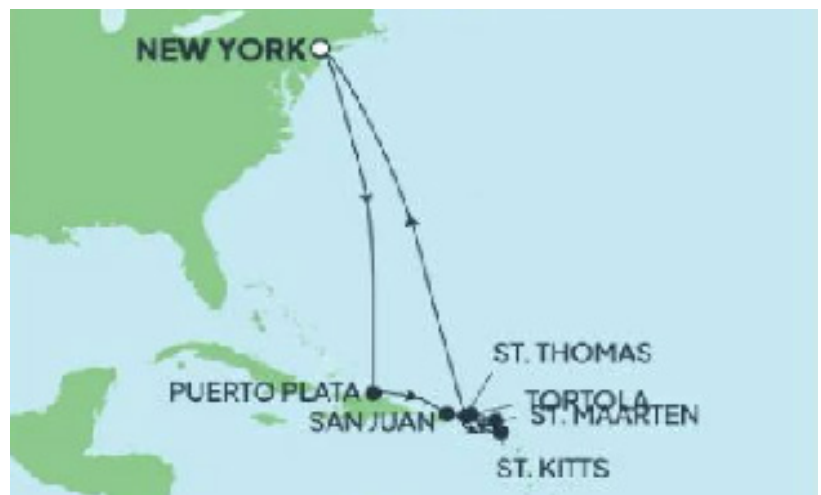 NEW YORK
ST. THOMAS
PUERTO PLATA
TORTOLA
SAN JUAN
ST. MAARTEN
ST. KITTS